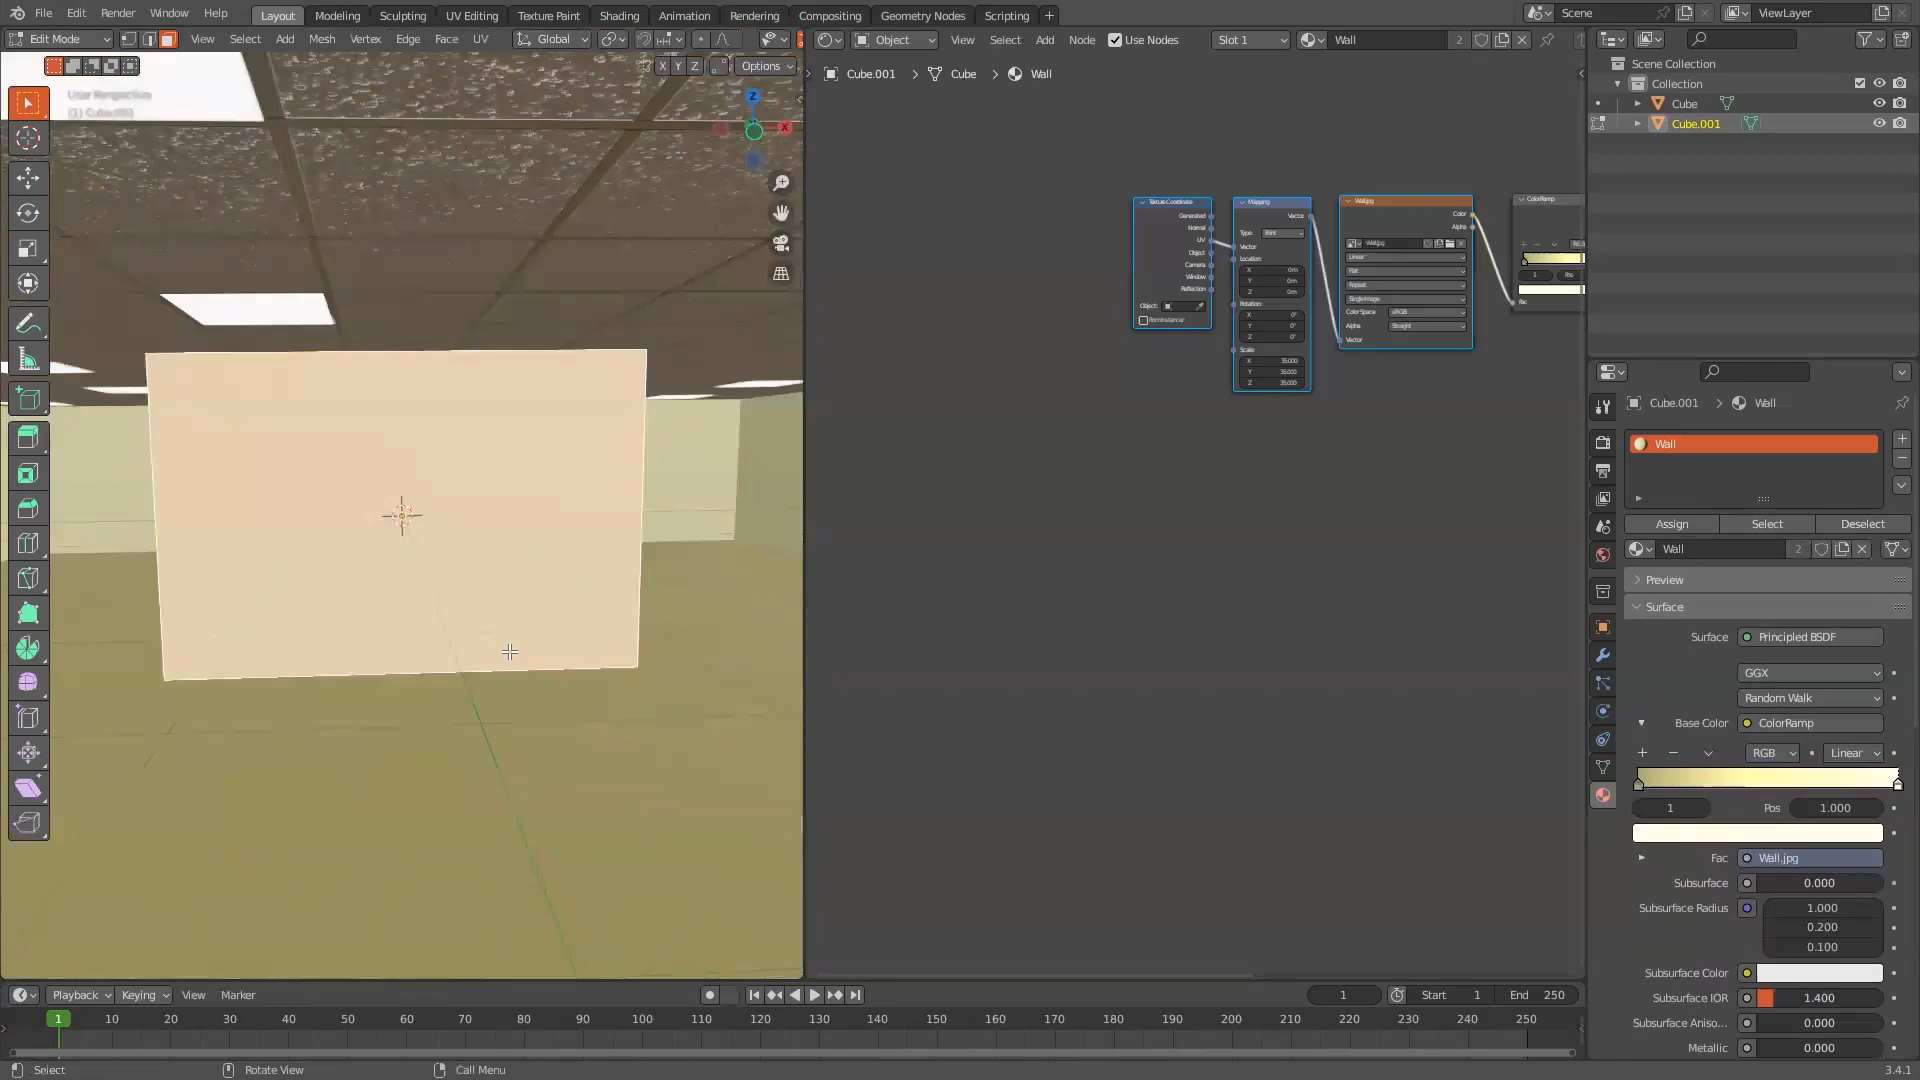 File Edit Render Window Help Layout Modeling Sculpting UV Editing Texture Paint Shading Animation Rendering Compositing Geometry Nodes Scripting + Scene ViewLayer
Edit Mode View Select Add Mesh Vertex Edge Face UV Global Object View Select Add Node Use Nodes Slot 1 Wall 2
X Y Z Options
User Perspective
(1) Cube.001
Z
X
Cube.001 > Cube > Wall
Scene Collection
Collection
Cube
Cube.001
Texture Coordinate
Generated
Normal
UV
Object
Camera
Window
Reflection
Object:
From Instancer
Mapping
Vector
Type: Point
Vector
Location:
X 0m
Y 0m
Z 0m
Rotation:
X 0°
Y 0°
Z 0°
Scale:
X 35.000
Y 35.000
Z 35.000
Wall.jpg
Color
Alpha
Wall.jpg
Linear
Flat
Repeat
Single Image
Color Space sRGB
Alpha Straight
Vector
ColorRamp
1 Pos
Fac
Cube.001 > Wall
Wall
Assign Select Deselect
Wall 2
Preview
Surface
Surface Principled BSDF
GGX
Random Walk
Base Color ColorRamp
RGB Linear
1 Pos 1.000
Fac Wall.jpg
Subsurface 0.000
Subsurface Radius 1.000
0.200
0.100
Subsurface Color
Subsurface IOR 1.400
Subsurface Aniso... 0.000
Metallic 0.000
Playback Keying View Marker 1 Start 1 End 250
1 10 20 30 40 50 60 70 80 90 100 110 120 130 140 150 160 170 180 190 200 210 220 230 240 250
Select Rotate View Call Menu 3.4.1